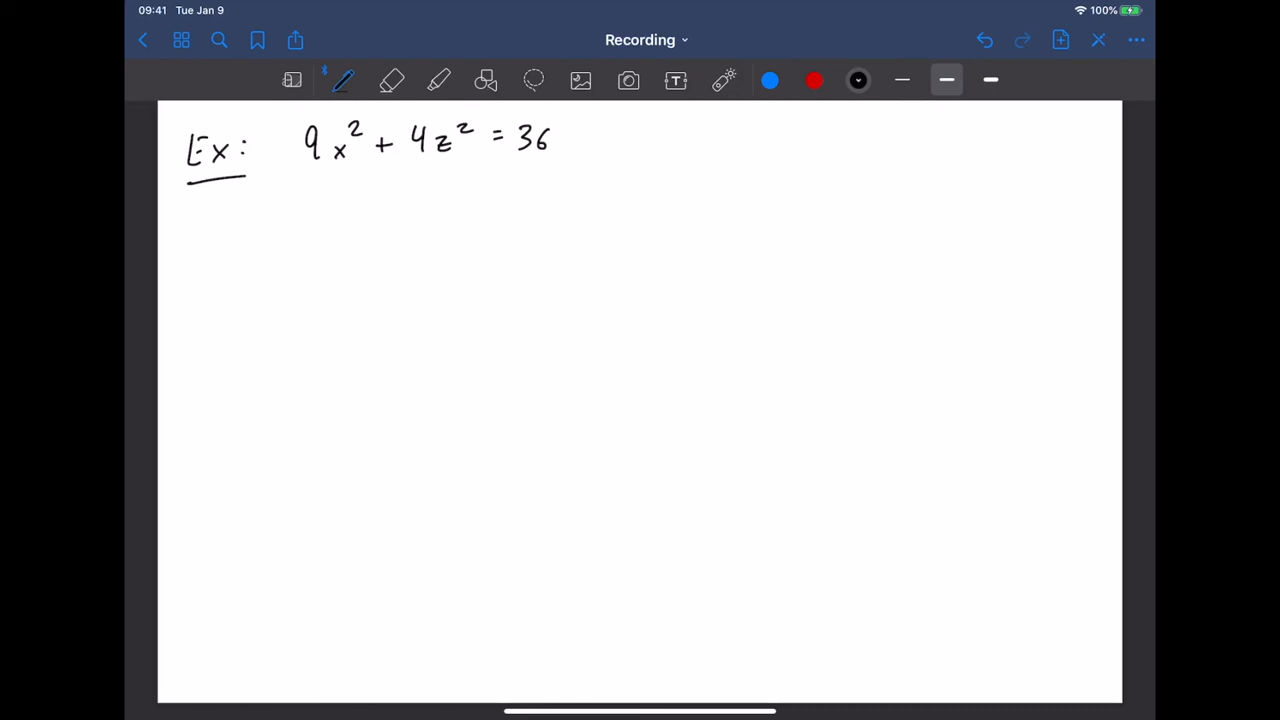 09:41 Tue Jan 9 100%
Recording
T
Ex: 9x² + 4z² = 36